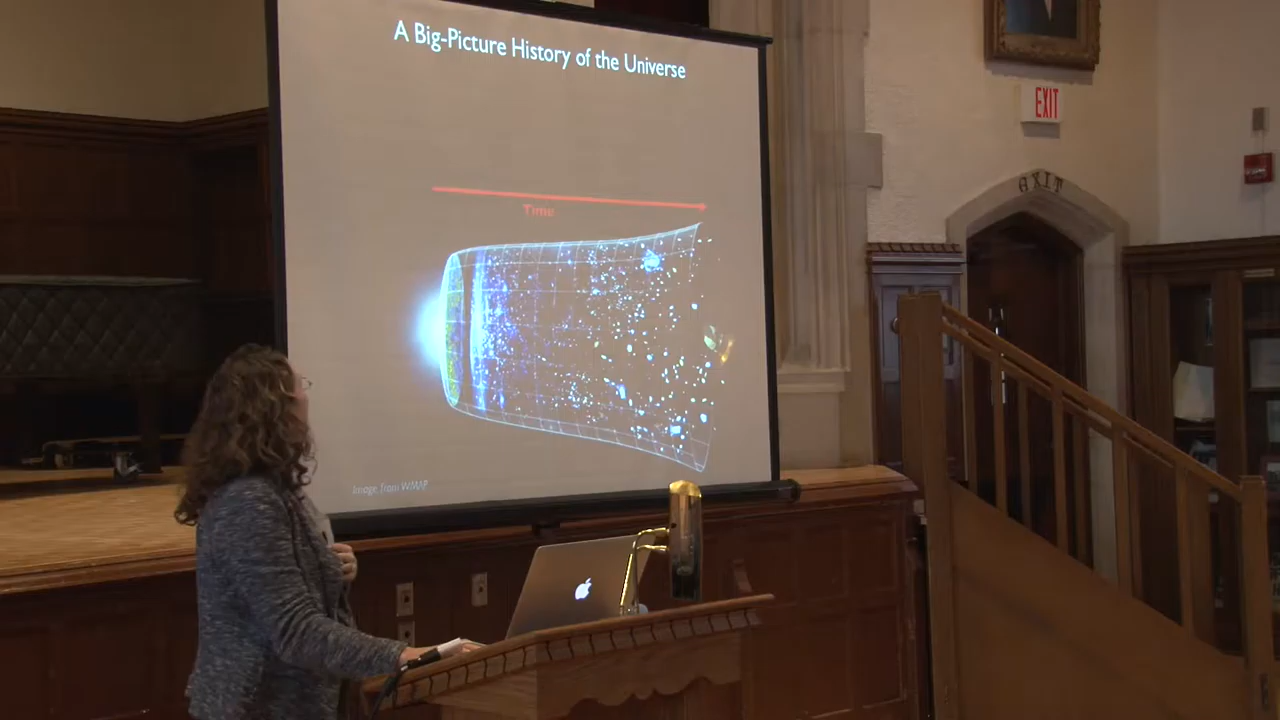 A Big-Picture History of the Universe
EXIT
EXIT
Time
Image from WMAP